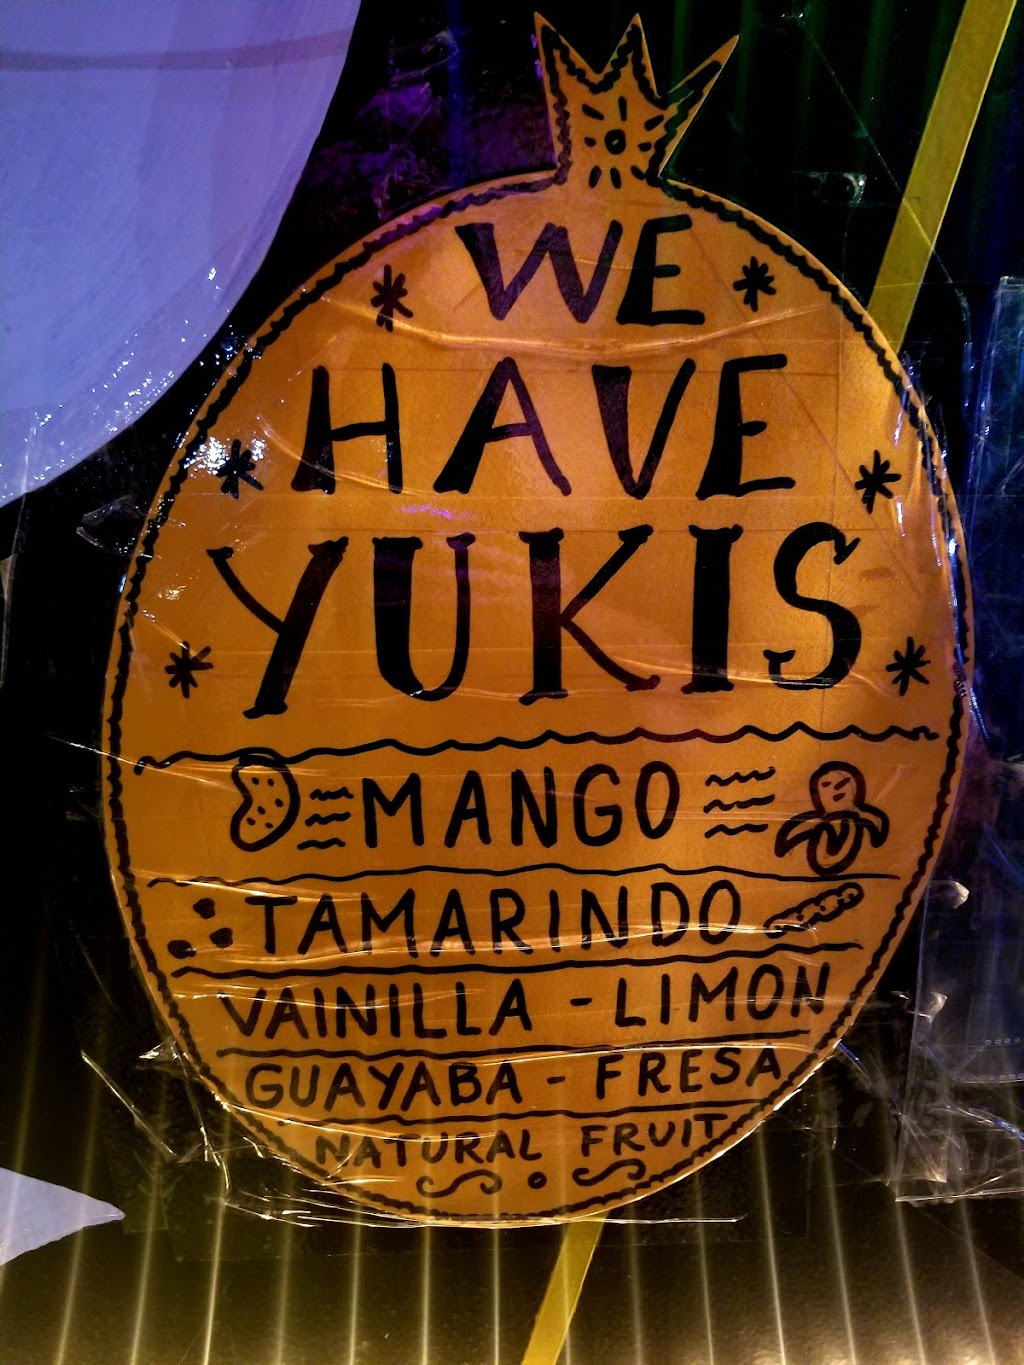 WE
HAVE
YUKIS
MANGO
TAMARINDO
VAINILLA - LIMON
GUAYABA - FRESA
NATURAL FRUIT